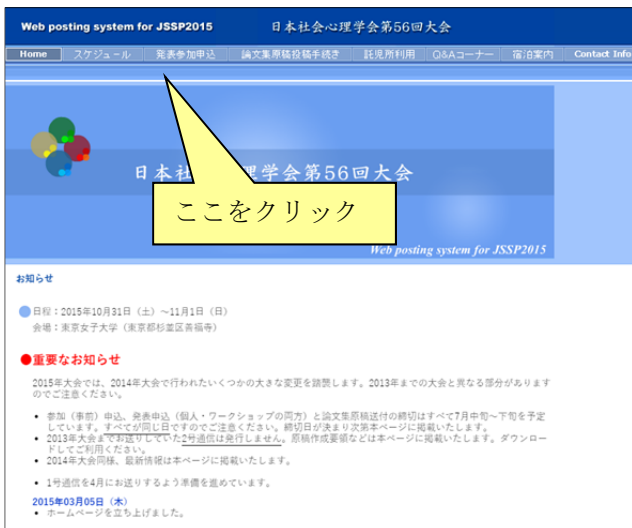 Web posting system for JSSP2015 日本社会心理学会第56回大会
Home スケジュール 発表参加申込 論文集原稿投稿手続き 託児所利用 Q&Aコーナー 宿泊案内 Contact Info
日本社 理学会第56回大会
ここをクリック
Web posting system for JSSP2015
お知らせ
日程：2015年10月31日（土）～11月1日（日）
会場：東京女子大学（東京都杉並区善福寺）
●重要なお知らせ
2015年大会では、2014年大会で行われたいくつかの大きな変更を踏襲します。2013年までの大会と異なる部分があります
のでご注意ください。
• 参加（事前）申込、発表申込（個人・ワークショップの両方）と論文集原稿送付の締切はすべて7月中旬～下旬を予定
しています。すべてが同じ日ですのでご注意ください。締切日が決まり次第本ページに掲載いたします。
• 2013年大会までお送りしていた2号通信は発行しません。原稿作成要領などは本ページに掲載いたします。ダウンロー
ドしてご利用ください。
• 2014年大会同様、最新情報は本ページに掲載いたします。
• 1号通信を4月にお送りするよう準備を進めています。
2015年03月05日（木）
• ホームページを立ち上げました。